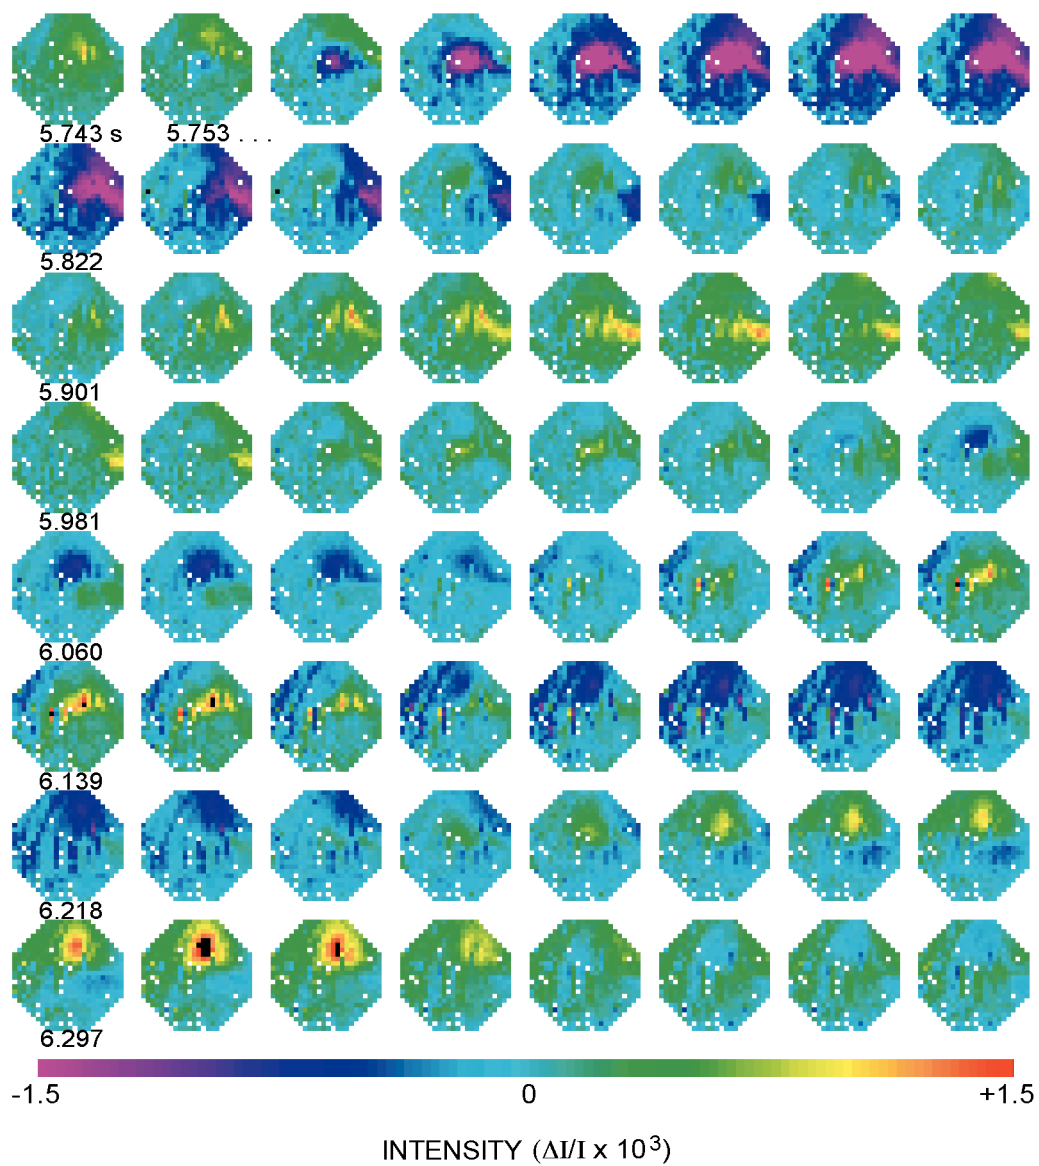 5.743 s 5.753 . . .
5.822
5.901
5.981
6.060
6.139
6.218
6.297
-1.5 0 +1.5
INTENSITY (ΔI/I x 10³)